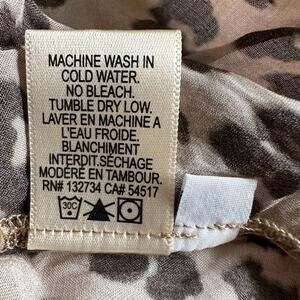 MACHINE WASH IN
COLD WATER.
NO BLEACH.
TUMBLE DRY LOW.
LAVER EN MACHINE A
L'EAU FROIDE.
BLANCHIMENT
INTERDIT.SÉCHAGE
MODÉRÉ EN TAMBOUR.
RN# 132734 CA# 54517
30C